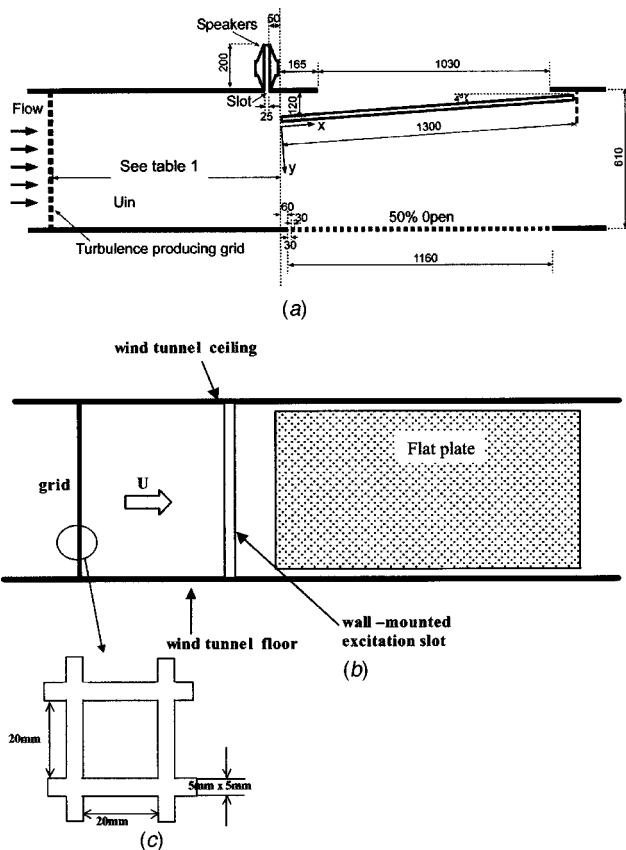 Speakers
50
200
165
1030
Flow
Slot
25
120
4°
x
1300
610
See table 1
y
Uin
60
30
50% Open
30
Turbulence producing grid
1160
(a)
wind tunnel ceiling
grid
U
Flat plate
wall -mounted
excitation slot
wind tunnel floor
(b)
20mm
5mm x 5mm
20mm
(c)